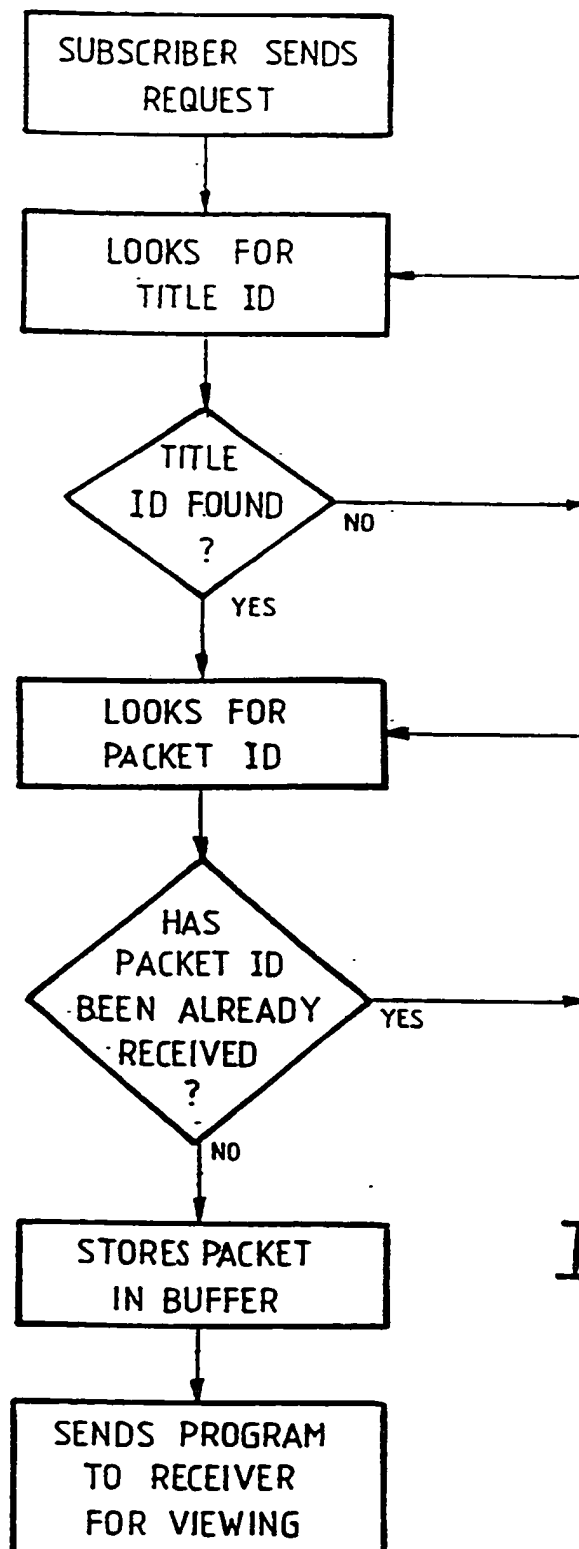 SUBSCRIBER SENDS
REQUEST
LOOKS FOR
TITLE ID
TITLE
ID FOUND
?
NO
YES
LOOKS FOR
PACKET ID
HAS
PACKET ID
BEEN ALREADY
RECEIVED
?
YES
NO
STORES PACKET
IN BUFFER
SENDS PROGRAM
TO RECEIVER
FOR VIEWING